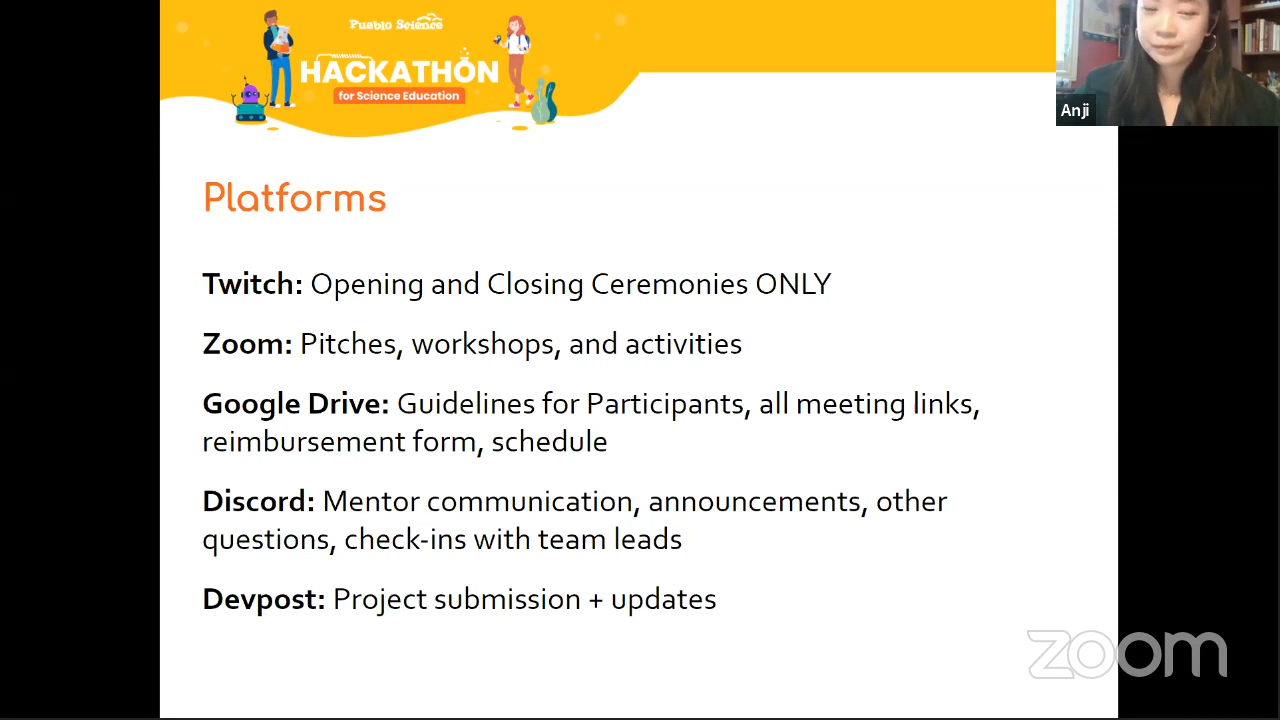 Pueblo Science
HACKATHON
for Science Education
Anji
Platforms
Twitch: Opening and Closing Ceremonies ONLY
Zoom: Pitches, workshops, and activities
Google Drive: Guidelines for Participants, all meeting links,
reimbursement form, schedule
Discord: Mentor communication, announcements, other
questions, check-ins with team leads
Devpost: Project submission + updates
zoom